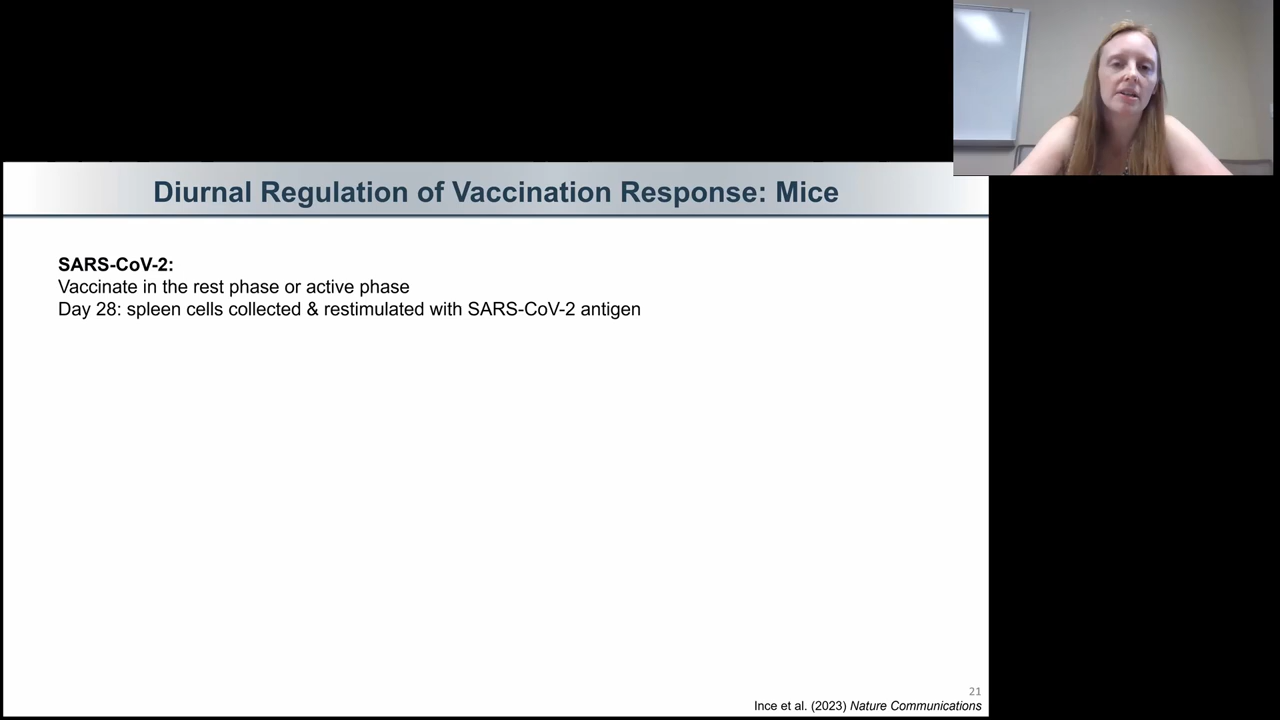 Diurnal Regulation of Vaccination Response: Mice
SARS-CoV-2:
Vaccinate in the rest phase or active phase
Day 28: spleen cells collected & restimulated with SARS-CoV-2 antigen
21
Ince et al. (2023) Nature Communications